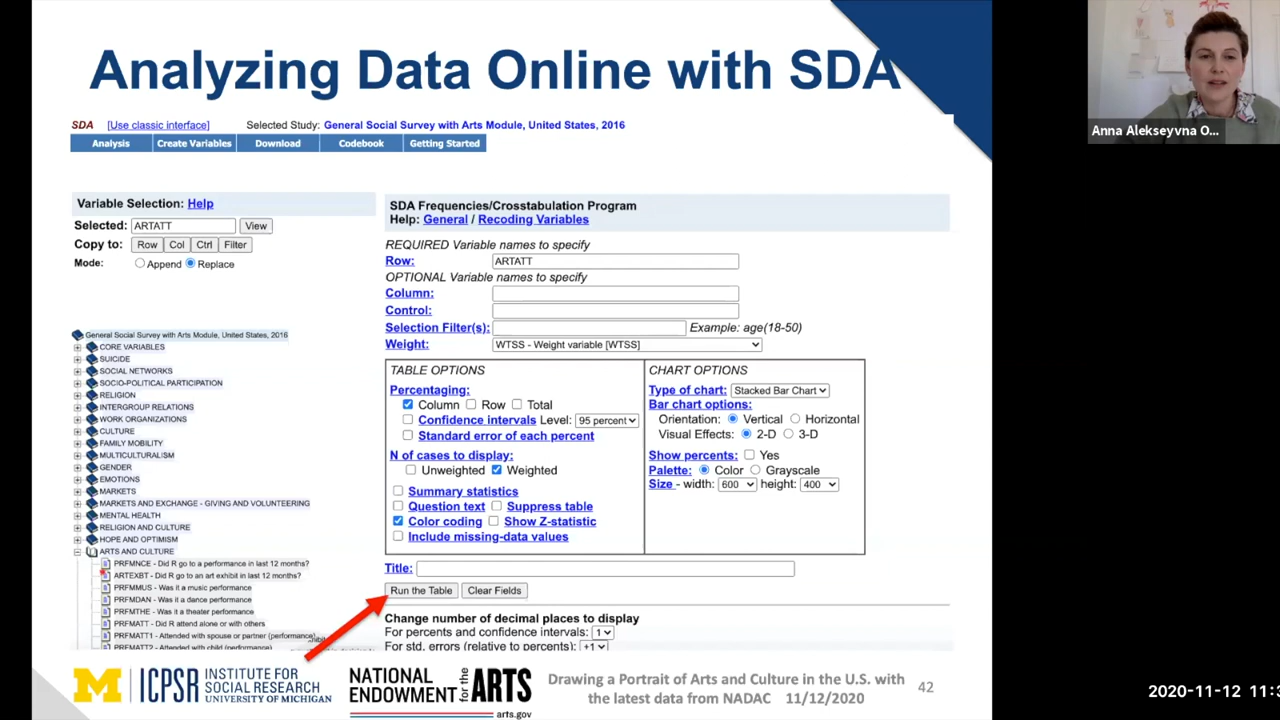 Analyzing Data Online with SDA
Anna Alekseyvna O...
SDA [Use classic interface] Selected Study: General Social Survey with Arts Module, United States, 2016
Analysis Create Variables Download Codebook Getting Started
Variable Selection: Help
Selected: ARTATT View
Copy to: Row Col Ctrl Filter
Mode: Append Replace
General Social Survey with Arts Module, United States, 2016
CORE VARIABLES
SUICIDE
SOCIAL NETWORKS
SOCIO-POLITICAL PARTICIPATION
RELIGION
INTERGROUP RELATIONS
WORK ORGANIZATIONS
CULTURE
FAMILY MOBILITY
MULTICULTURALISM
GENDER
EMOTIONS
MARKETS
MARKETS AND EXCHANGE - GIVING AND VOLUNTEERING
MENTAL HEALTH
RELIGION AND CULTURE
HOPE AND OPTIMISM
ARTS AND CULTURE
PRFMNCE - Did R go to a performance in last 12 months?
ARTEXBT - Did R go to an art exhibit in last 12 months?
PRFMMUS - Was it a music performance
PRFMDAN - Was it a dance performance
PRFMTHE - Was it a theater performance
PRFMATT - Did R attend alone or with others
PRFMATT1 - Attended with spouse or partner (performance)
PRFMATT2 - Attended with child (performance)
SDA Frequencies/Crosstabulation Program
Help: General / Recoding Variables
REQUIRED Variable names to specify
Row: ARTATT
OPTIONAL Variable names to specify
Column:
Control:
Selection Filter(s): Example: age(18-50)
Weight: WTSS - Weight variable [WTSS]
TABLE OPTIONS
Percentaging:
Column Row Total
Confidence intervals Level: 95 percent
Standard error of each percent
N of cases to display:
Unweighted Weighted
Summary statistics
Question text Suppress table
Color coding Show Z-statistic
Include missing-data values
CHART OPTIONS
Type of chart: Stacked Bar Chart
Bar chart options:
Orientation: Vertical Horizontal
Visual Effects: 2-D 3-D
Show percents: Yes
Palette: Color Grayscale
Size - width: 600 height: 400
Title:
Run the Table Clear Fields
Change number of decimal places to display
For percents and confidence intervals: 1
For std. errors (relative to percents): +1
M ICPSR INSTITUTE FOR
SOCIAL RESEARCH
UNIVERSITY OF MICHIGAN
NATIONAL
ENDOWMENT for the ARTS
arts.gov
Drawing a Portrait of Arts and Culture in the U.S. with
the latest data from NADAC 11/12/2020
42
2020-11-12 11:3